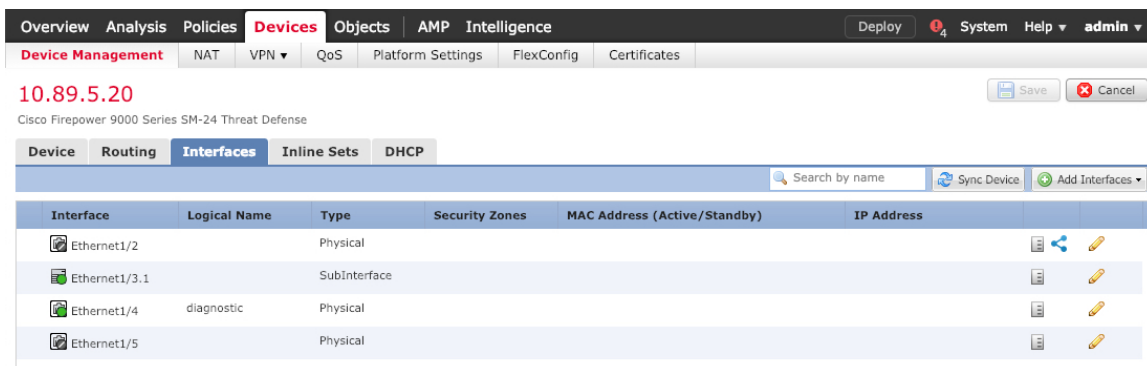 Overview Analysis Policies Devices Objects AMP Intelligence Deploy 4 System Help admin
Device Management NAT VPN QoS Platform Settings FlexConfig Certificates
10.89.5.20 Save Cancel
Cisco Firepower 9000 Series SM-24 Threat Defense
Device Routing Interfaces Inline Sets DHCP
Search by name Sync Device Add Interfaces
Interface Logical Name Type Security Zones MAC Address (Active/Standby) IP Address
Ethernet1/2 Physical
Ethernet1/3.1 SubInterface
Ethernet1/4 diagnostic Physical
Ethernet1/5 Physical